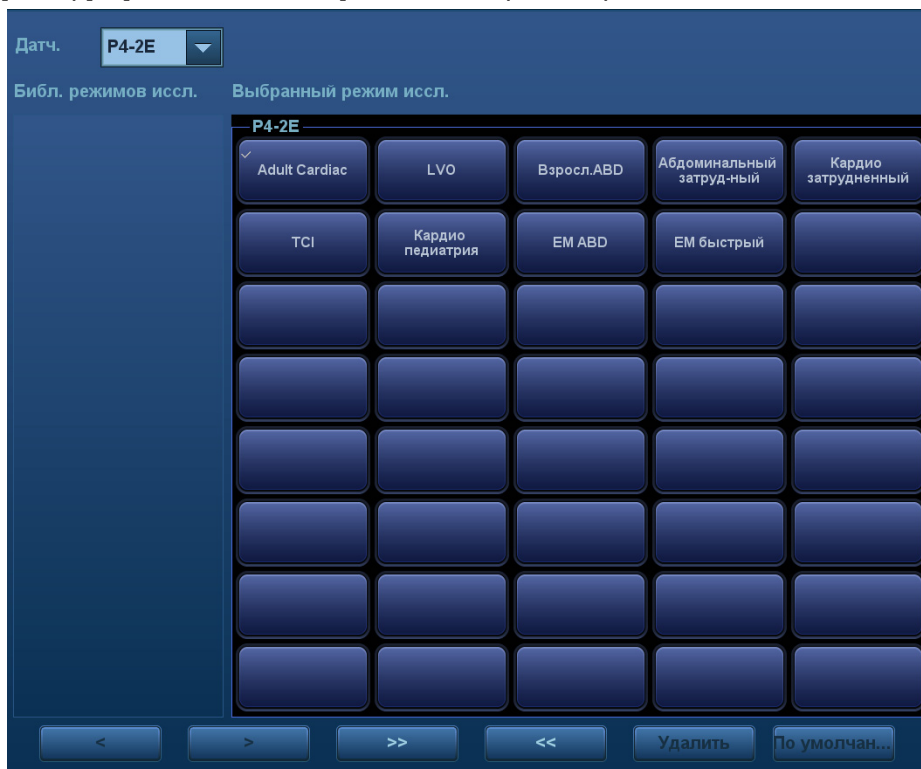 Датч. P4-2E
Библ. режимов иссл. Выбранный режим иссл.
P4-2E
Adult Cardiac
LVO
Взросл.ABD
Абдоминальный
затруд-ный
Кардио
затрудненный
TCI
Кардио
педиатрия
EM ABD
EM быстрый
< > >> << Удалить По умолчан...